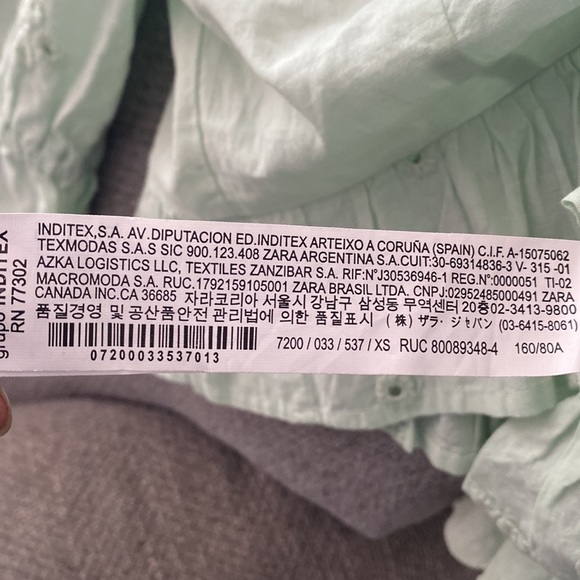 grupo INDITEX
RN 77302
INDITEX,S.A. AV.DIPUTACION ED.INDITEX ARTEIXO A CORUÑA (SPAIN) C.I.F. A-15075062
TEXMODAS S.A.S SIC 900.123.408 ZARA ARGENTINA S.A.CUIT:30-69314836-3 V- 315 -01
AZKA LOGISTICS LLC, TEXTILES ZANZIBAR S.A. RIF:NºJ30536946-1 REG.Nº0000051 TI-02
MACROMODA S.A. RUC.1792159105001 ZARA BRASIL LTDA. CNPJ:02952485000491 ZARA
CANADA INC.CA 36685 자라코리아 서울시 강남구 삼성동 무역센터 20층02-3413-9800
품질경영 및 공산품안전 관리법에 의한 품질표시 (株) ザラ・ジャパン (03-6415-8061)
07200033537013
7200 / 033 / 537 / XS RUC 80089348-4 160/80A